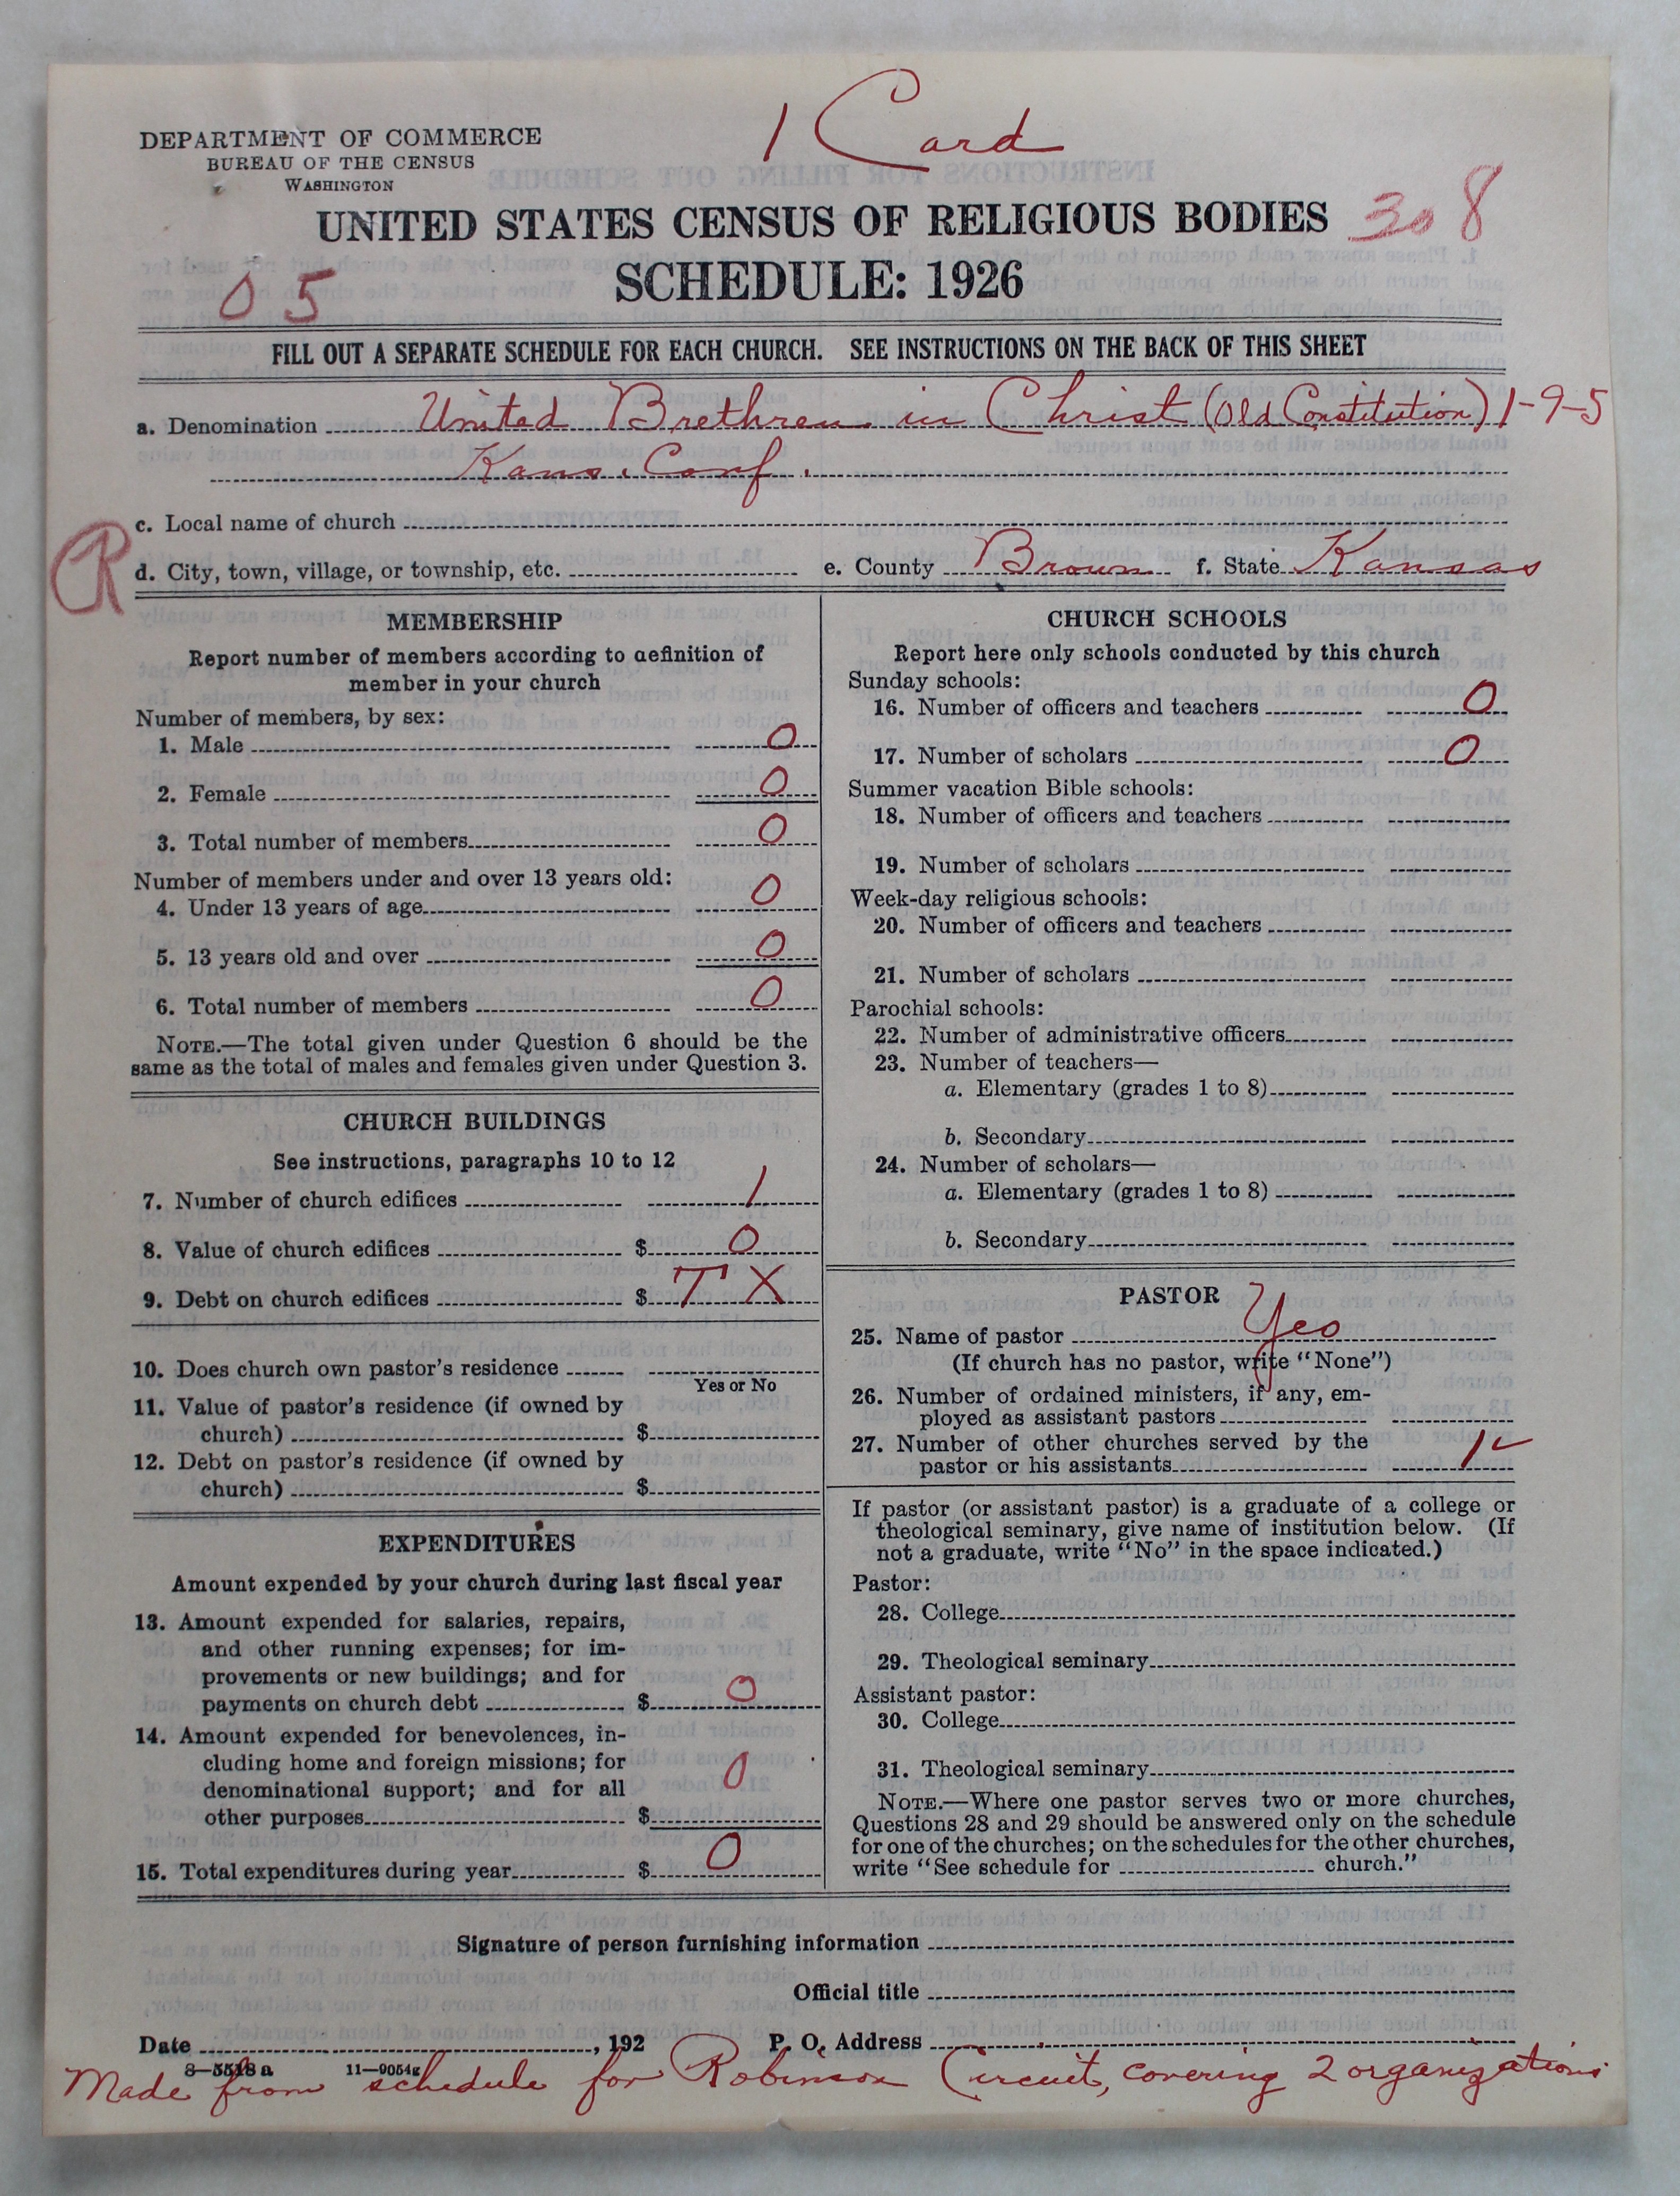 1 Card
DEPARTMENT OF COMMERCE
BUREAU OF THE CENSUS
WASHINGTON
UNITED STATES CENSUS OF RELIGIOUS BODIES 308
SCHEDULE: 1926
05
FILL OUT A SEPARATE SCHEDULE FOR EACH CHURCH. SEE INSTRUCTIONS ON THE BACK OF THIS SHEET
a. Denomination United Brethren in Christ (Old Constitution) 1-9-5
Kans. Conf.
c. Local name of church
R
d. City, town, village, or township, etc. e. County Brown f. State Kansas
MEMBERSHIP
Report number of members according to definition of
member in your church
Number of members, by sex:
1. Male 0
2. Female 0
3. Total number of members 0
Number of members under and over 13 years old:
4. Under 13 years of age 0
5. 13 years old and over 0
6. Total number of members 0
NOTE.—The total given under Question 6 should be the
same as the total of males and females given under Question 3.
CHURCH BUILDINGS
See instructions, paragraphs 10 to 12
7. Number of church edifices 1
8. Value of church edifices $ 0
9. Debt on church edifices $ T X
10. Does church own pastor's residence
Yes or No
11. Value of pastor's residence (if owned by
church) $
12. Debt on pastor's residence (if owned by
church) $
EXPENDITURES
Amount expended by your church during last fiscal year
13. Amount expended for salaries, repairs,
and other running expenses; for im-
provements or new buildings; and for
payments on church debt $ 0
14. Amount expended for benevolences, in-
cluding home and foreign missions; for
denominational support; and for all
other purposes $ 0
15. Total expenditures during year $ 0
CHURCH SCHOOLS
Report here only schools conducted by this church
Sunday schools:
16. Number of officers and teachers 0
17. Number of scholars 0
Summer vacation Bible schools:
18. Number of officers and teachers
19. Number of scholars
Week-day religious schools:
20. Number of officers and teachers
21. Number of scholars
Parochial schools:
22. Number of administrative officers
23. Number of teachers—
a. Elementary (grades 1 to 8)
b. Secondary
24. Number of scholars—
a. Elementary (grades 1 to 8)
b. Secondary
PASTOR
25. Name of pastor Yes
(If church has no pastor, write "None")
26. Number of ordained ministers, if any, em-
ployed as assistant pastors
27. Number of other churches served by the
pastor or his assistants 1
If pastor (or assistant pastor) is a graduate of a college or
theological seminary, give name of institution below. (If
not a graduate, write "No" in the space indicated.)
Pastor:
28. College
29. Theological seminary
Assistant pastor:
30. College
31. Theological seminary
NOTE.—Where one pastor serves two or more churches,
Questions 28 and 29 should be answered only on the schedule
for one of the churches; on the schedules for the other churches,
write "See schedule for church."
Signature of person furnishing information
Official title
Date , 192 P. O. Address
8—5518 a 11—9054g
Made from schedule for Robinson Circuit, covering 2 organizations